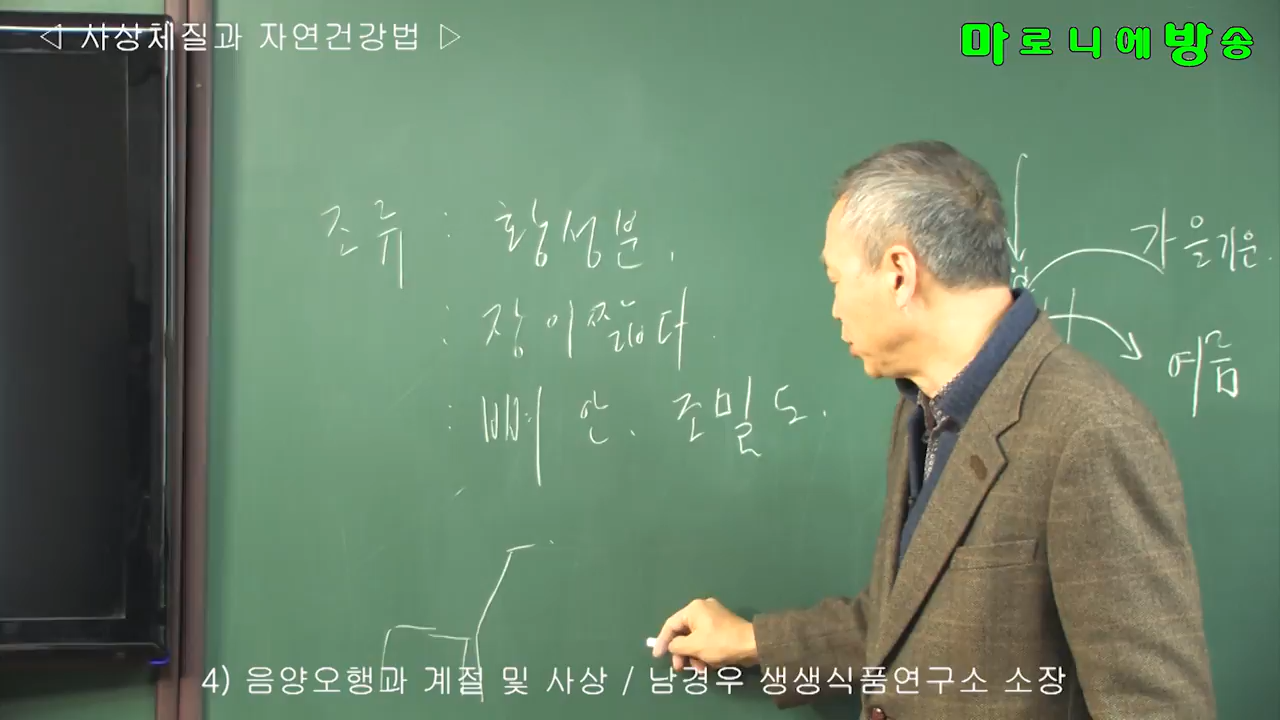 ◁ 사상체질과 자연건강법 ▷
마로니에방송
조류 : 황성분.
: 장이 짧다.
: 뼈 안. 조밀도.
가을기운.
여름
4) 음양오행과 계절 및 사상 / 남경우 생생식품연구소 소장